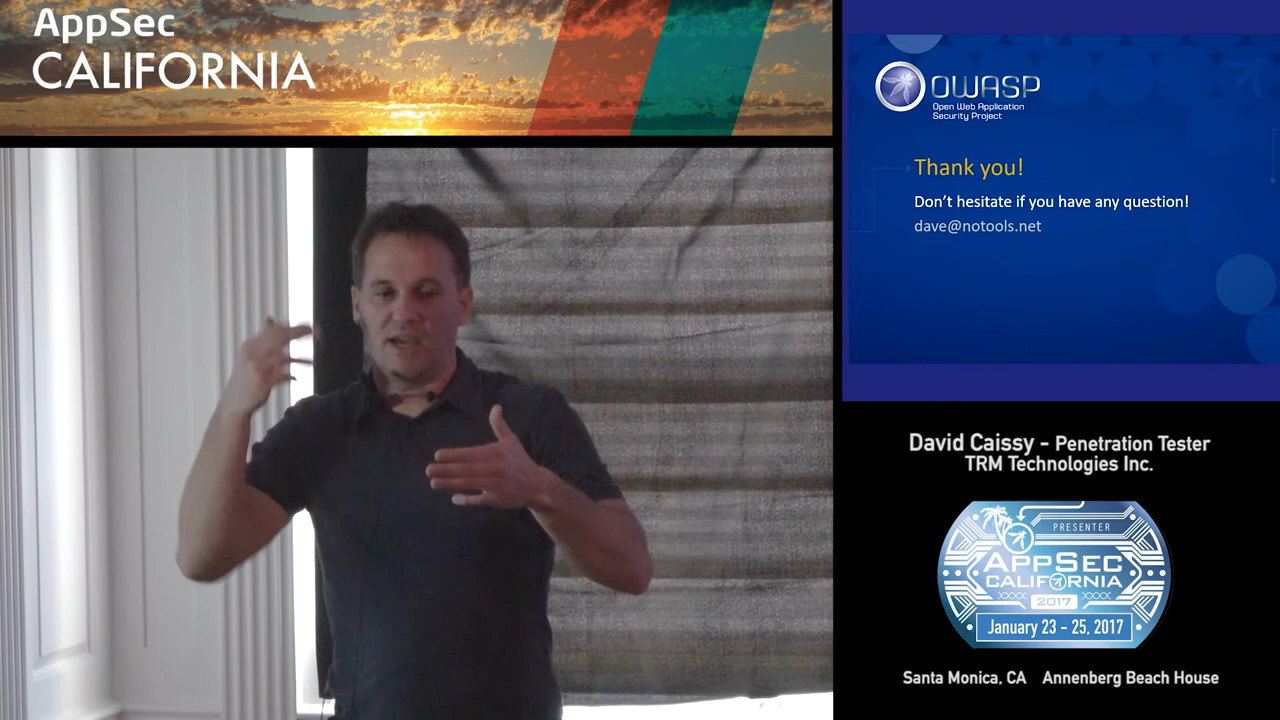 AppSec
CALIFORNIA
OWASP
Open Web Application
Security Project
Thank you!
Don't hesitate if you have any question!
dave@notools.net
David Caissy - Penetration Tester
TRM Technologies Inc.
PRESENTER
APPSEC
CALIFORNIA
2017
January 23 - 25, 2017
Santa Monica, CA Annenberg Beach House